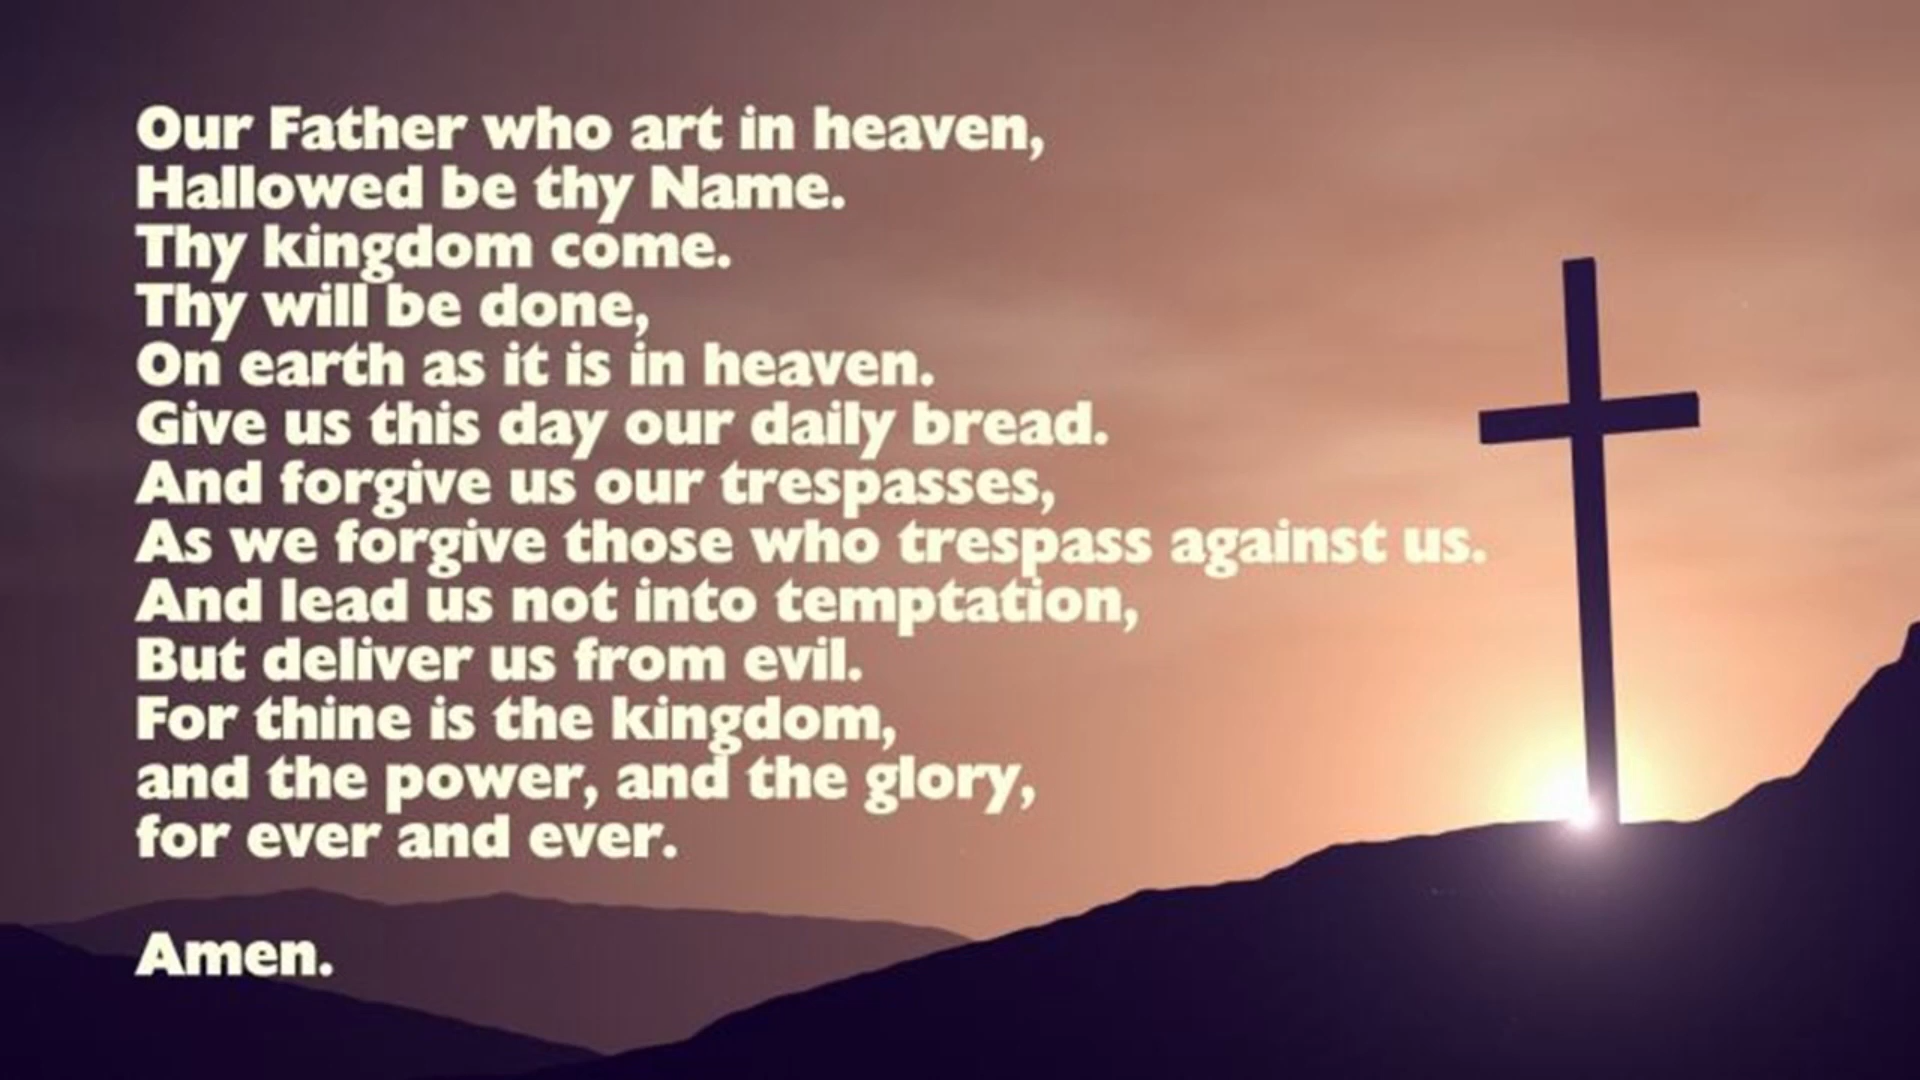 Our Father who art in heaven,
Hallowed be thy Name.
Thy kingdom come.
Thy will be done,
On earth as it is in heaven.
Give us this day our daily bread.
And forgive us our trespasses,
As we forgive those who trespass against us.
And lead us not into temptation,
But deliver us from evil.
For thine is the kingdom,
and the power, and the glory,
for ever and ever.
Amen.